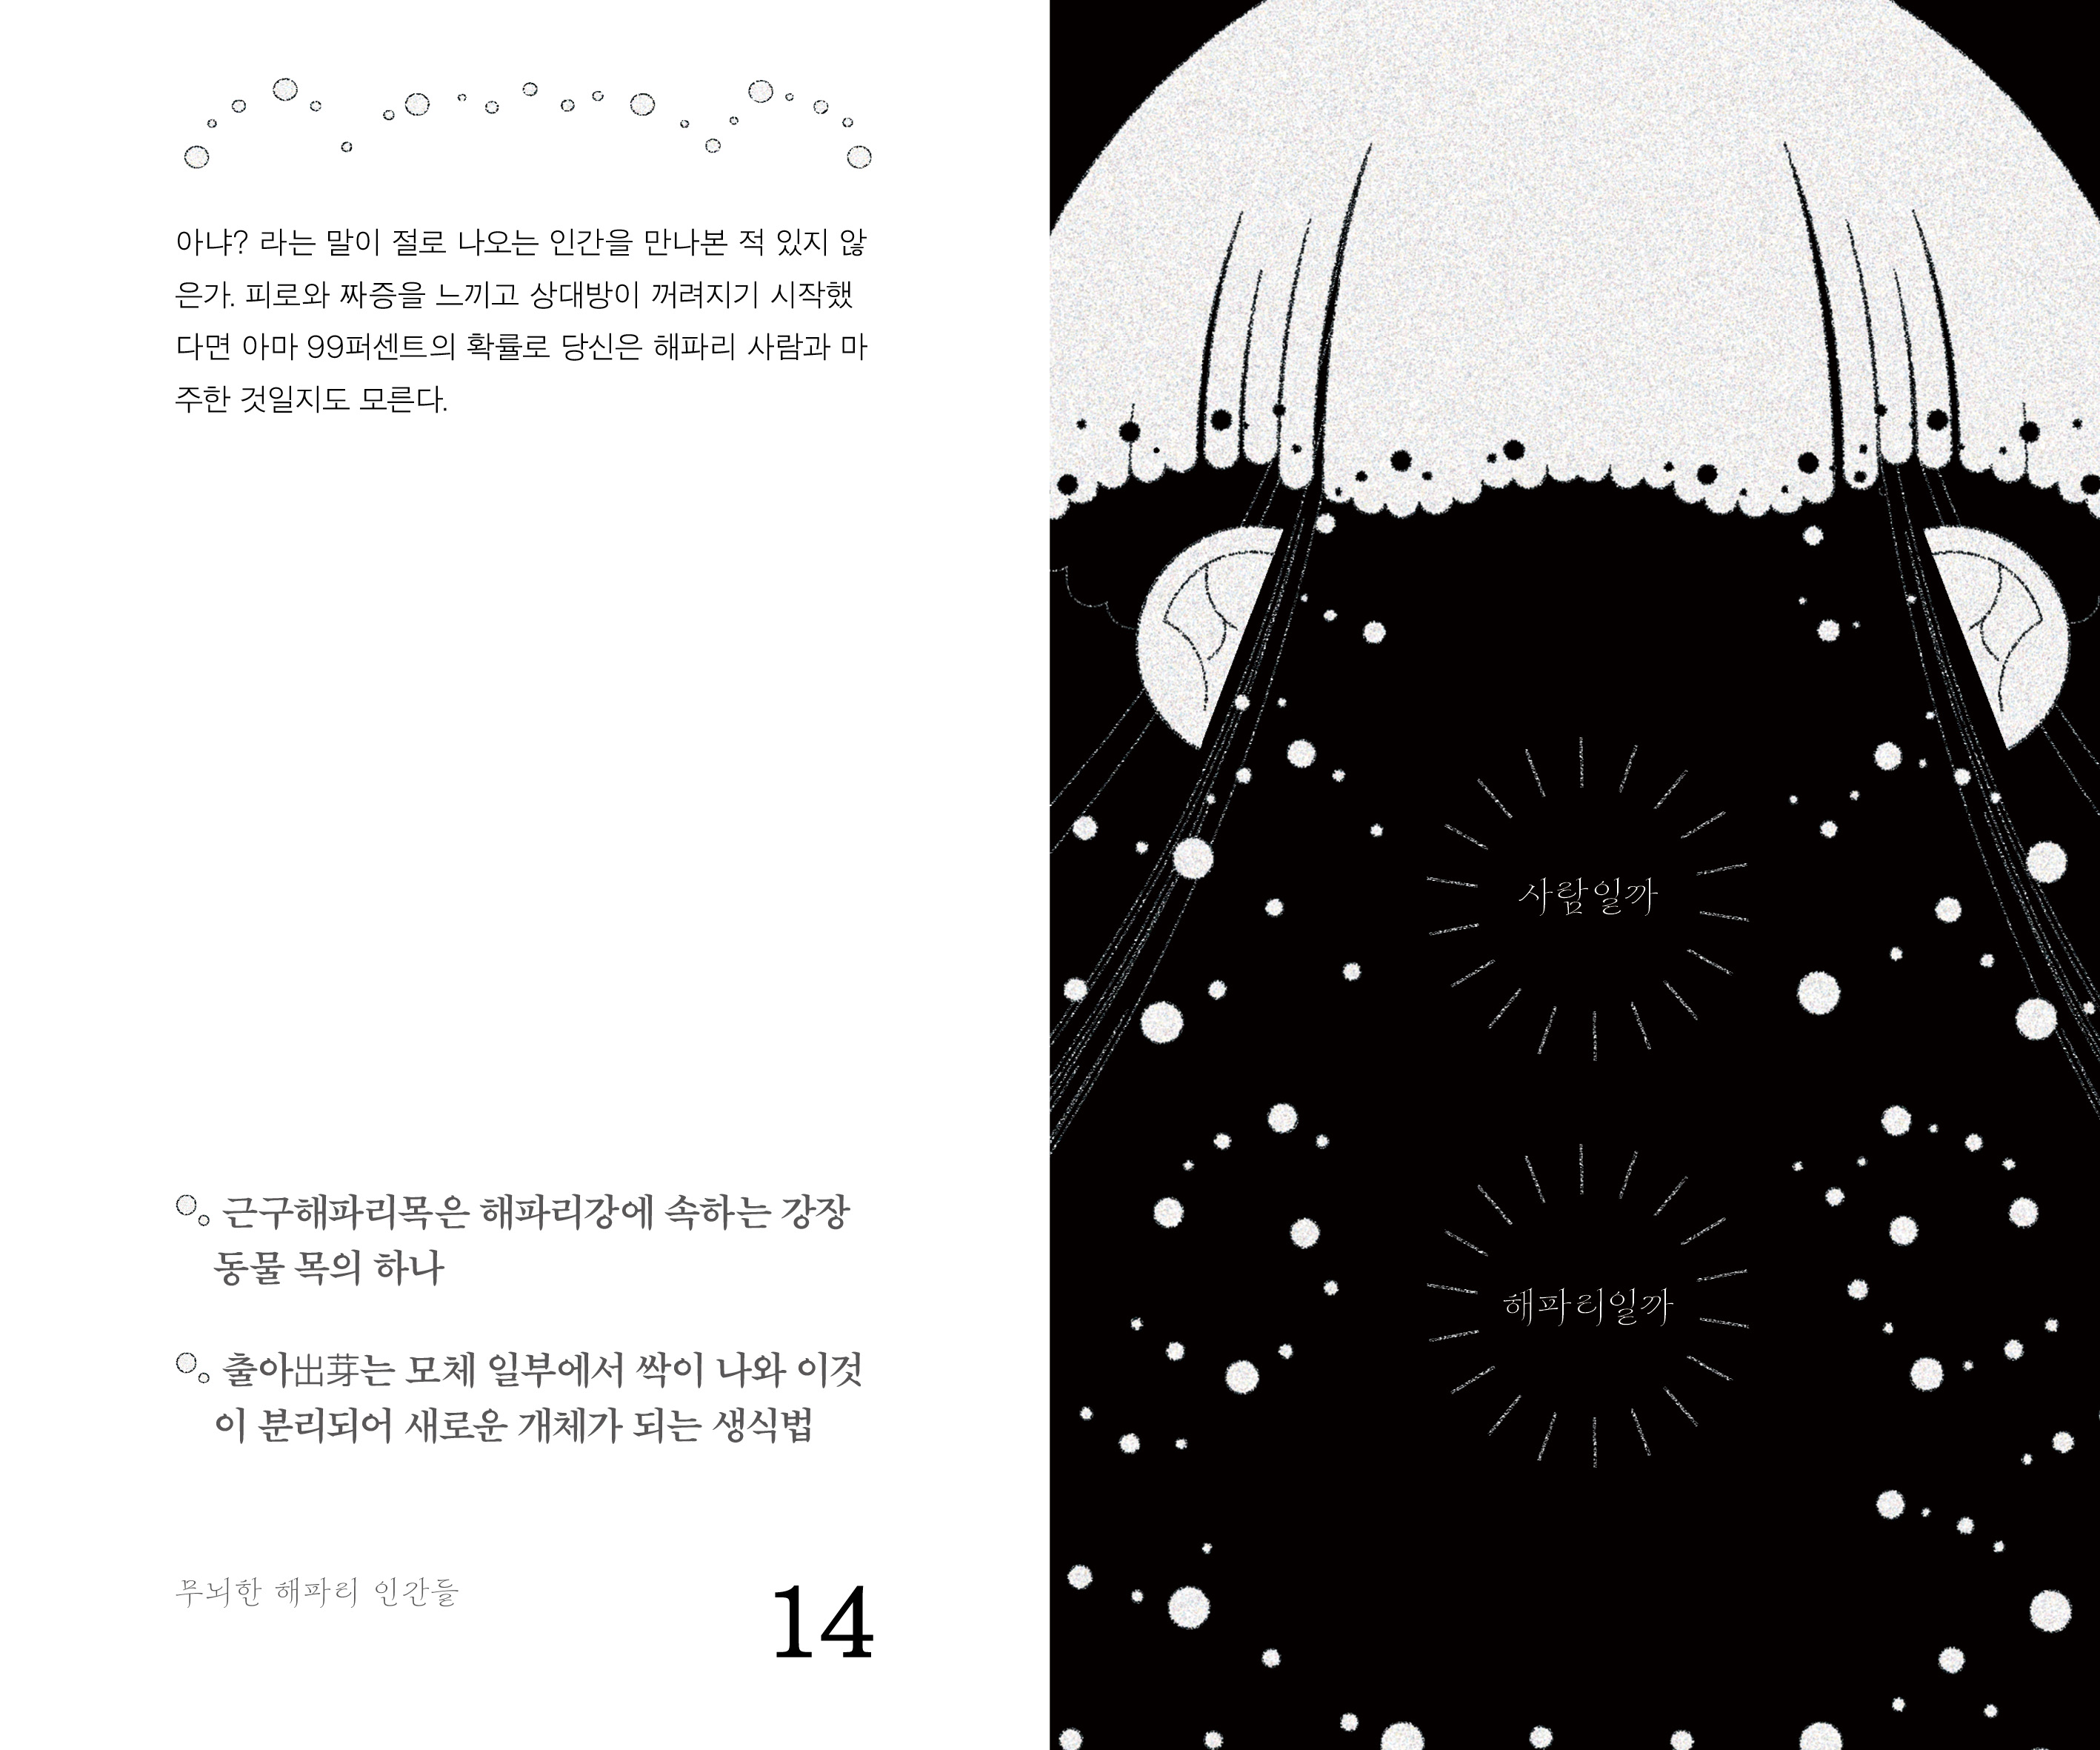 아냐? 라는 말이 절로 나오는 인간을 만나본 적 있지 않
은가. 피로와 짜증을 느끼고 상대방이 꺼려지기 시작했
다면 아마 99퍼센트의 확률로 당신은 해파리 사람과 마
주한 것일지도 모른다.
근구해파리목은 해파리강에 속하는 강장
동물 목의 하나
출아出芽는 모체 일부에서 싹이 나와 이것
이 분리되어 새로운 개체가 되는 생식법
무뇌한 해파리 인간들
14
사람일까
해파리일까